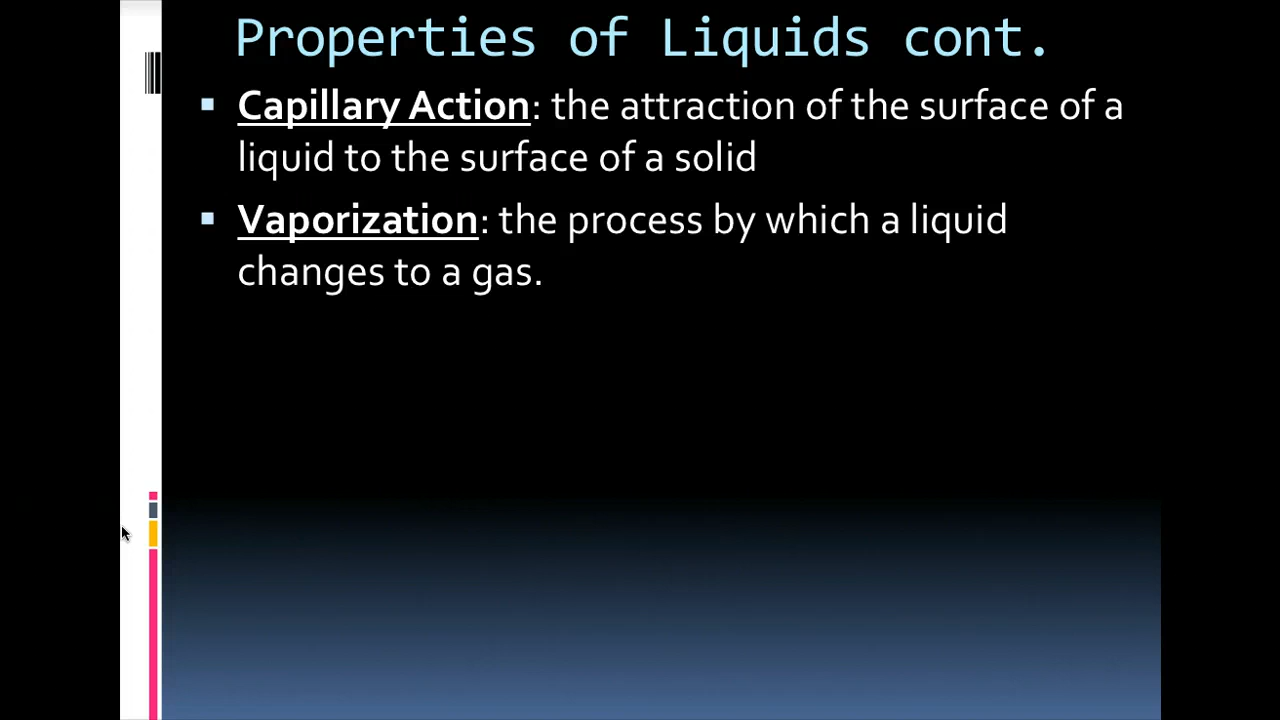 Properties of Liquids cont.
Capillary Action: the attraction of the surface of a
liquid to the surface of a solid
Vaporization: the process by which a liquid
changes to a gas.